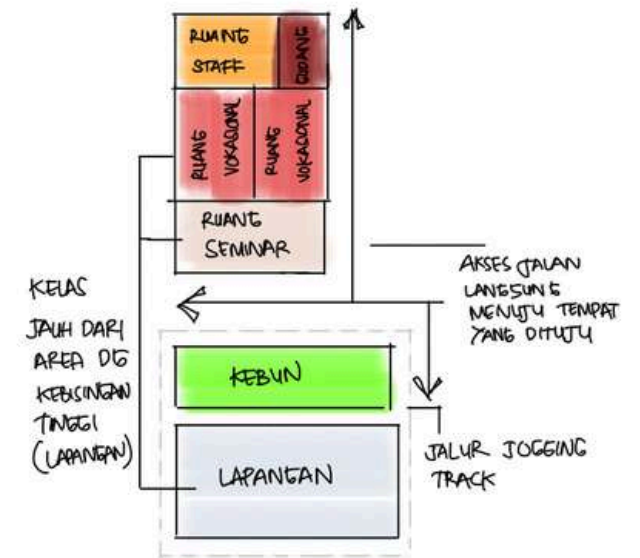 RUANG
STAFF
GUDANG
RUANG
VOKASIONAL
RUANG
VOKASIONAL
RUANG
SEMINAR
KELAS
JAUH DARI
AREA DG
KEBISINGAN
TINGGI
(LAPANGAN)
AKSES JALAN
LANGSUNG
MENUJU TEMPAT
YANG DITUJU
KEBUN
LAPANGAN
JALUR JOGGING
TRACK